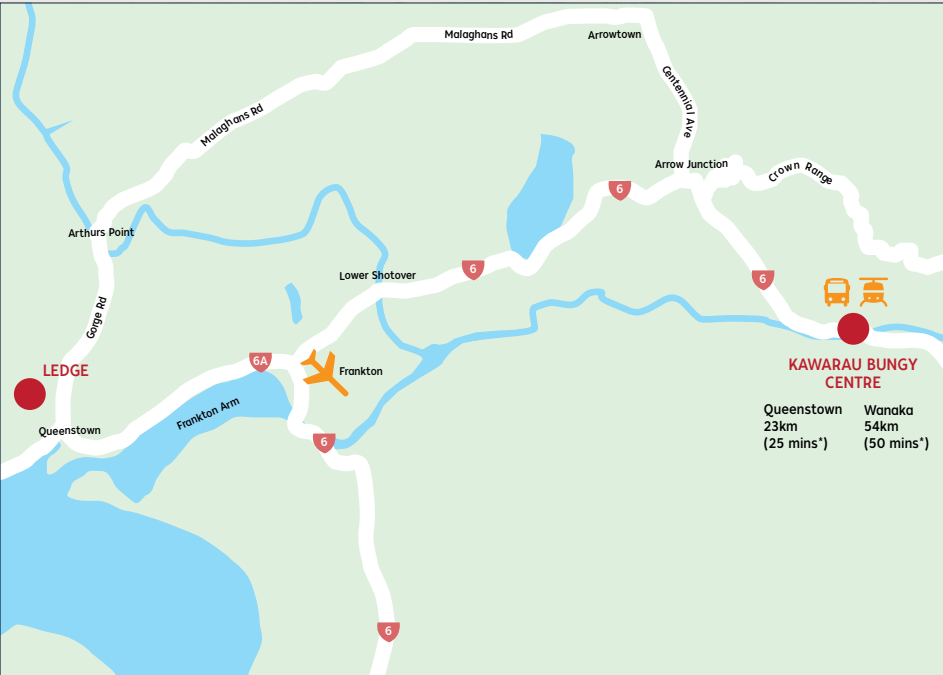 Malaghans Rd
Arrowtown
Centennial Ave
Malaghans Rd
Arrow Junction
Crown Range
6
Arthurs Point
6
Lower Shotover
6
Gorge Rd
6A
LEDGE
Frankton
KAWARAU BUNGY
CENTRE
Frankton Arm
Queenstown
6
Queenstown
23km
(25 mins*)
Wanaka
54km
(50 mins*)
6